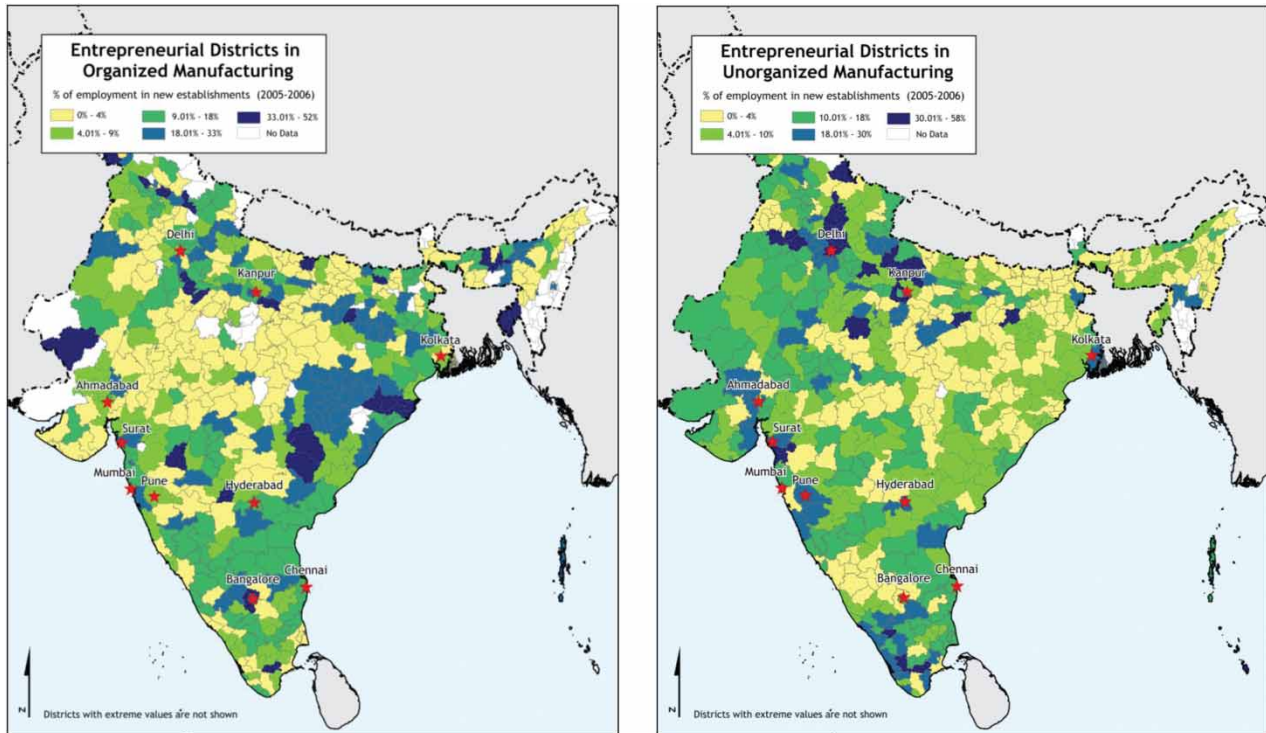 Entrepreneurial Districts in
Organized Manufacturing
% of employment in new establishments (2005-2006)
0% - 4%
9.01% - 18%
33.01% - 52%
4.01% - 9%
18.01% - 33%
No Data
Delhi
Kanpur
Kolkata
Ahmadabad
Surat
Mumbai
Pune
Hyderabad
Bangalore
Chennai
N
Districts with extreme values are not shown
Entrepreneurial Districts in
Unorganized Manufacturing
% of employment in new establishments (2005-2006)
0% - 4%
10.01% - 18%
30.01% - 58%
4.01% - 10%
18.01% - 30%
No Data
Delhi
Kanpur
Kolkata
Ahmadabad
Surat
Mumbai
Pune
Hyderabad
Bangalore
Chennai
N
Districts with extreme values are not shown